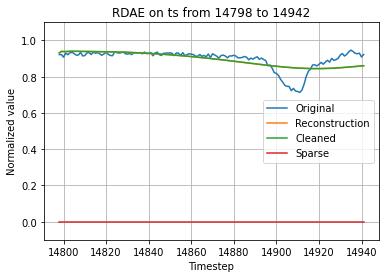 RDAE on ts from 14798 to 14942
Normalized value
1.0
0.8
0.6
0.4
0.2
0.0
Original
Reconstruction
Cleaned
Sparse
14800 14820 14840 14860 14880 14900 14920 14940
Timestep